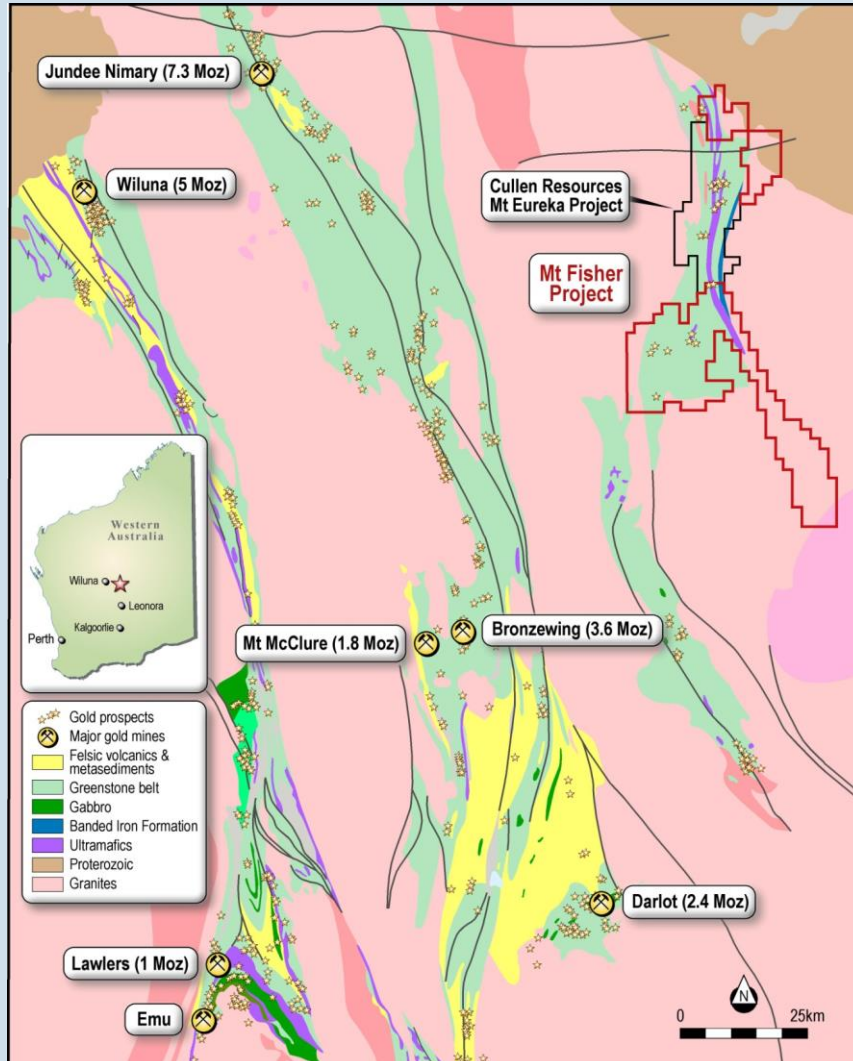 Jundee Nimary (7.3 Moz)
Wiluna (5 Moz)
Cullen Resources
Mt Eureka Project
Mt Fisher
Project
Western
Australia
Wiluna
Leonora
Kalgoorlie
Perth
Mt McClure (1.8 Moz)
Bronzewing (3.6 Moz)
Gold prospects
Major gold mines
Felsic volcanics &
metasediments
Greenstone belt
Gabbro
Banded Iron Formation
Ultramafics
Proterozoic
Granites
Darlot (2.4 Moz)
Lawlers (1 Moz)
Emu
N
0 25km